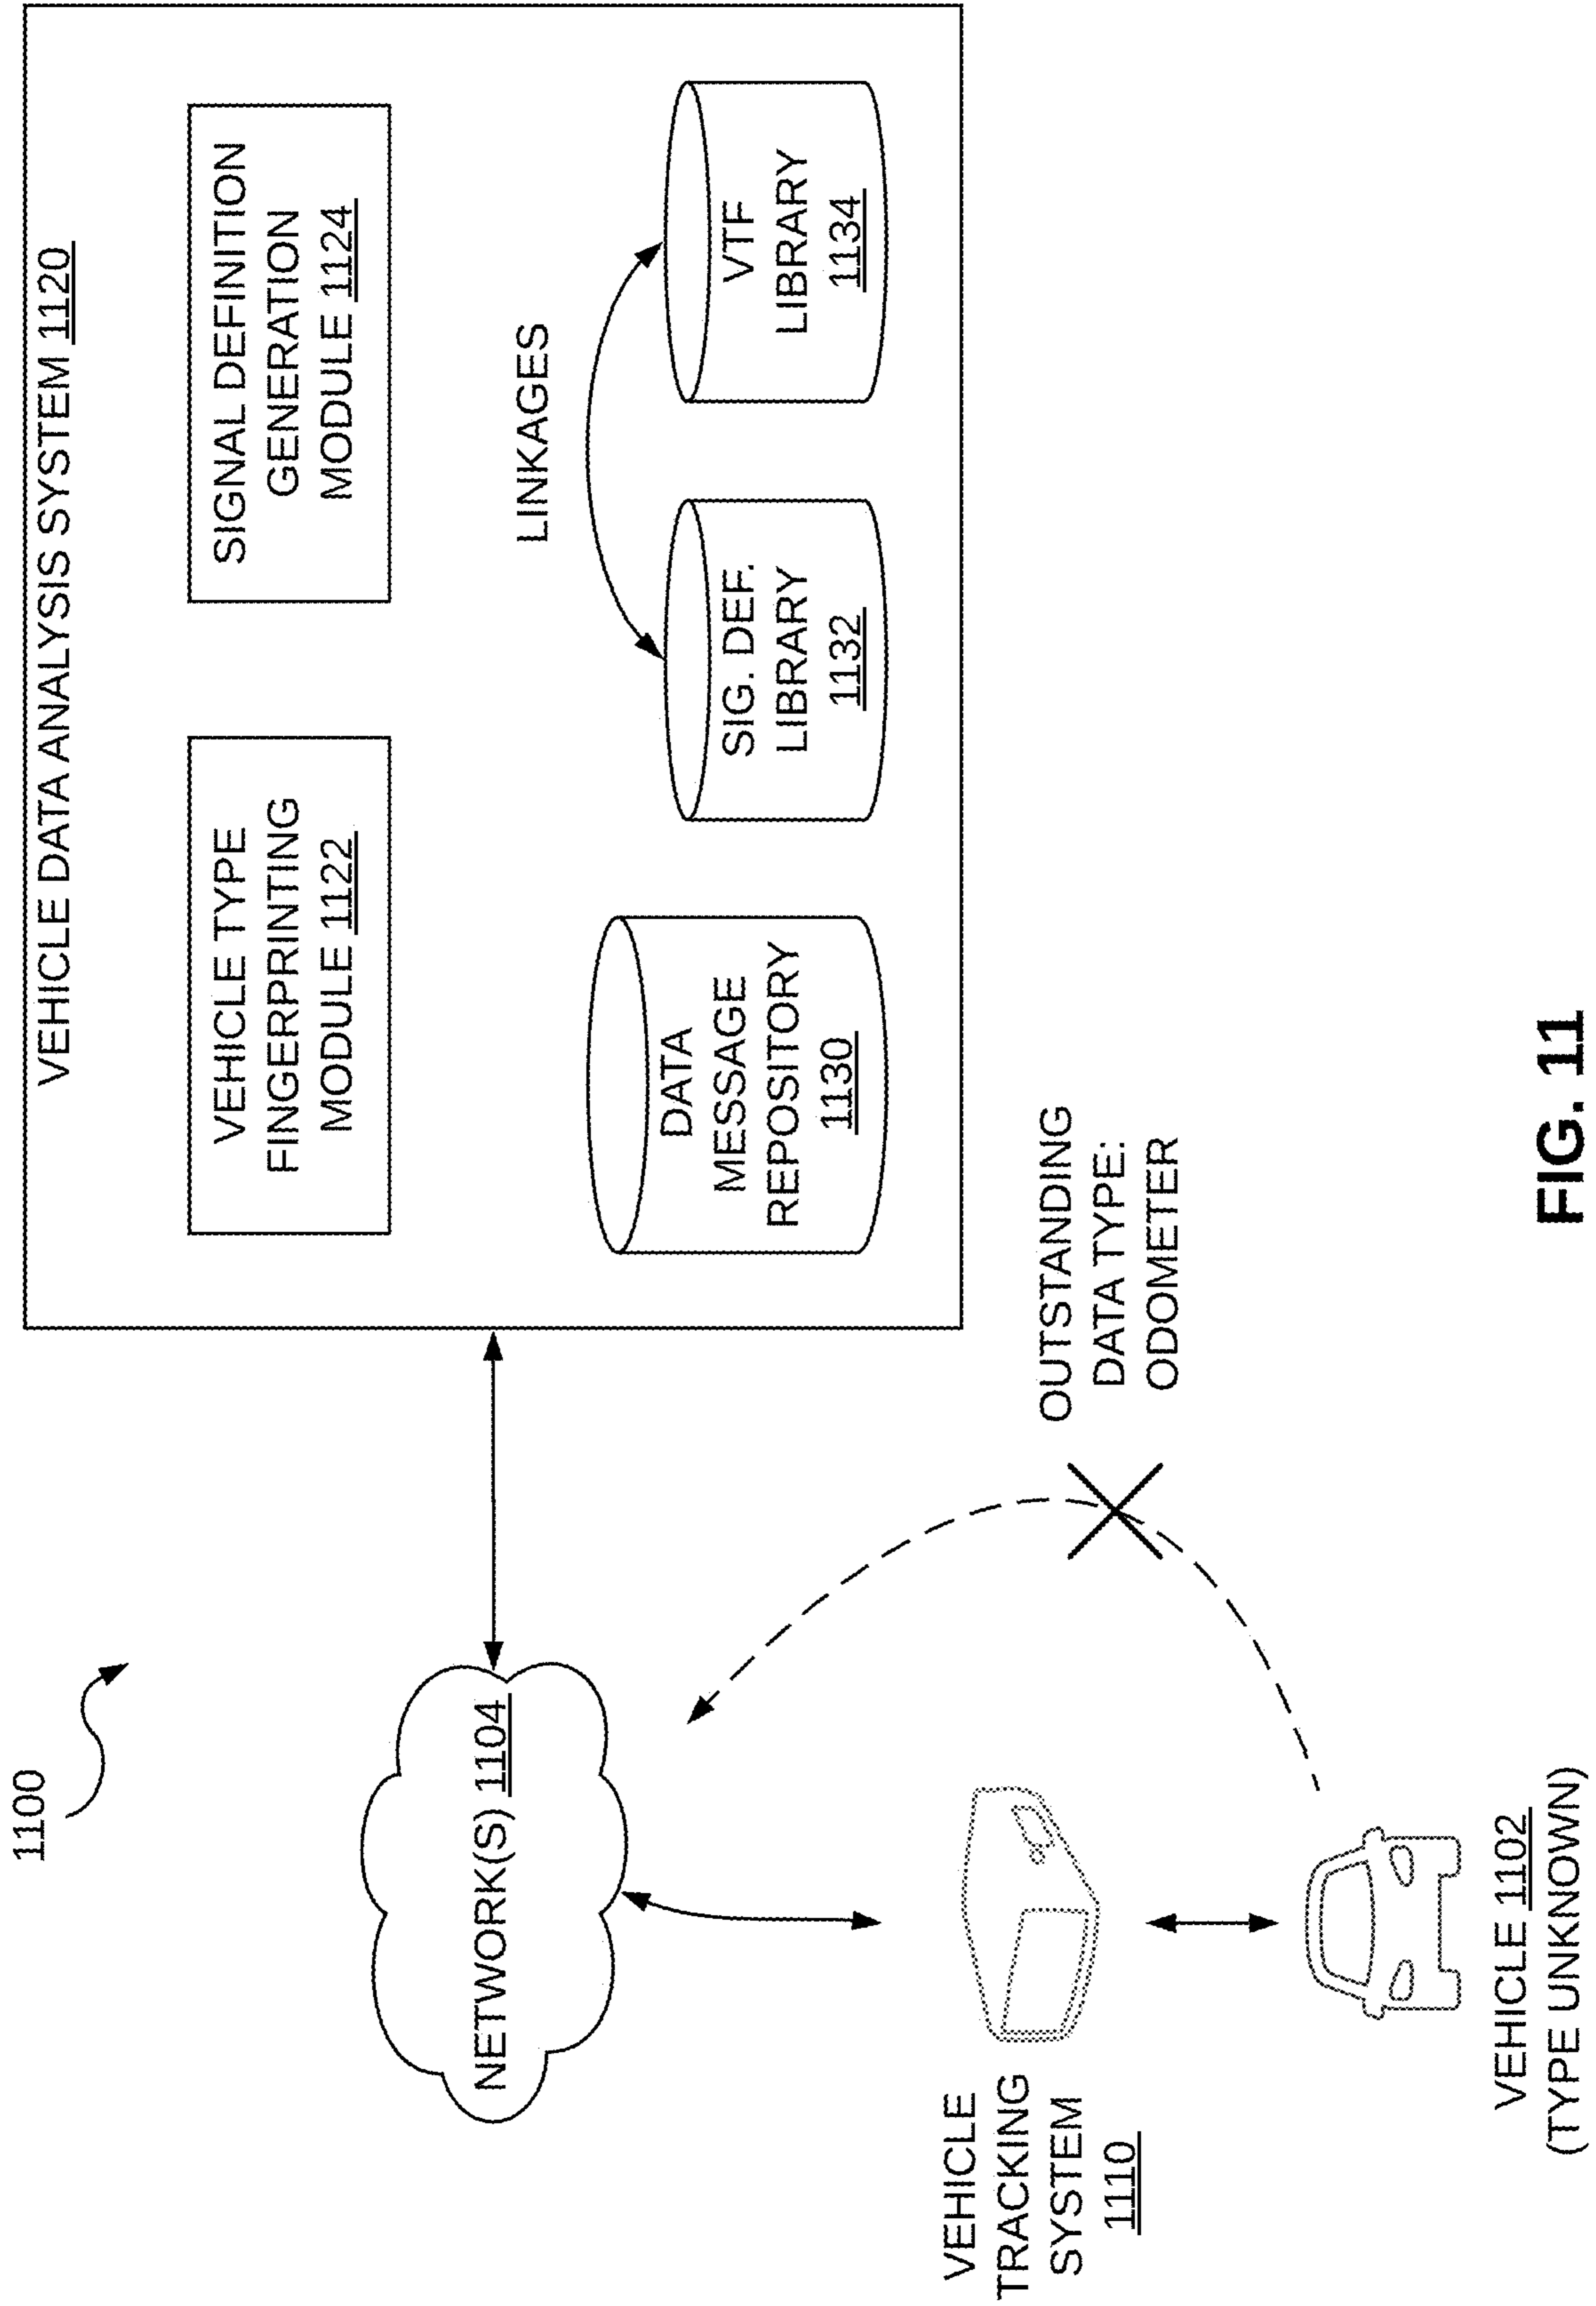 1100
VEHICLE DATA ANALYSIS SYSTEM 1120
VEHICLE TYPE
FINGERPRINTING
MODULE 1122
SIGNAL DEFINITION
GENERATION
MODULE 1124
LINKAGES
DATA
MESSAGE
REPOSITORY
1130
SIG. DEF.
LIBRARY
1132
VTF
LIBRARY
1134
NETWORK(S) 1104
VEHICLE
TRACKING
SYSTEM
1110
OUTSTANDING
DATA TYPE:
ODOMETER
VEHICLE 1102
(TYPE UNKNOWN)
FIG. 11